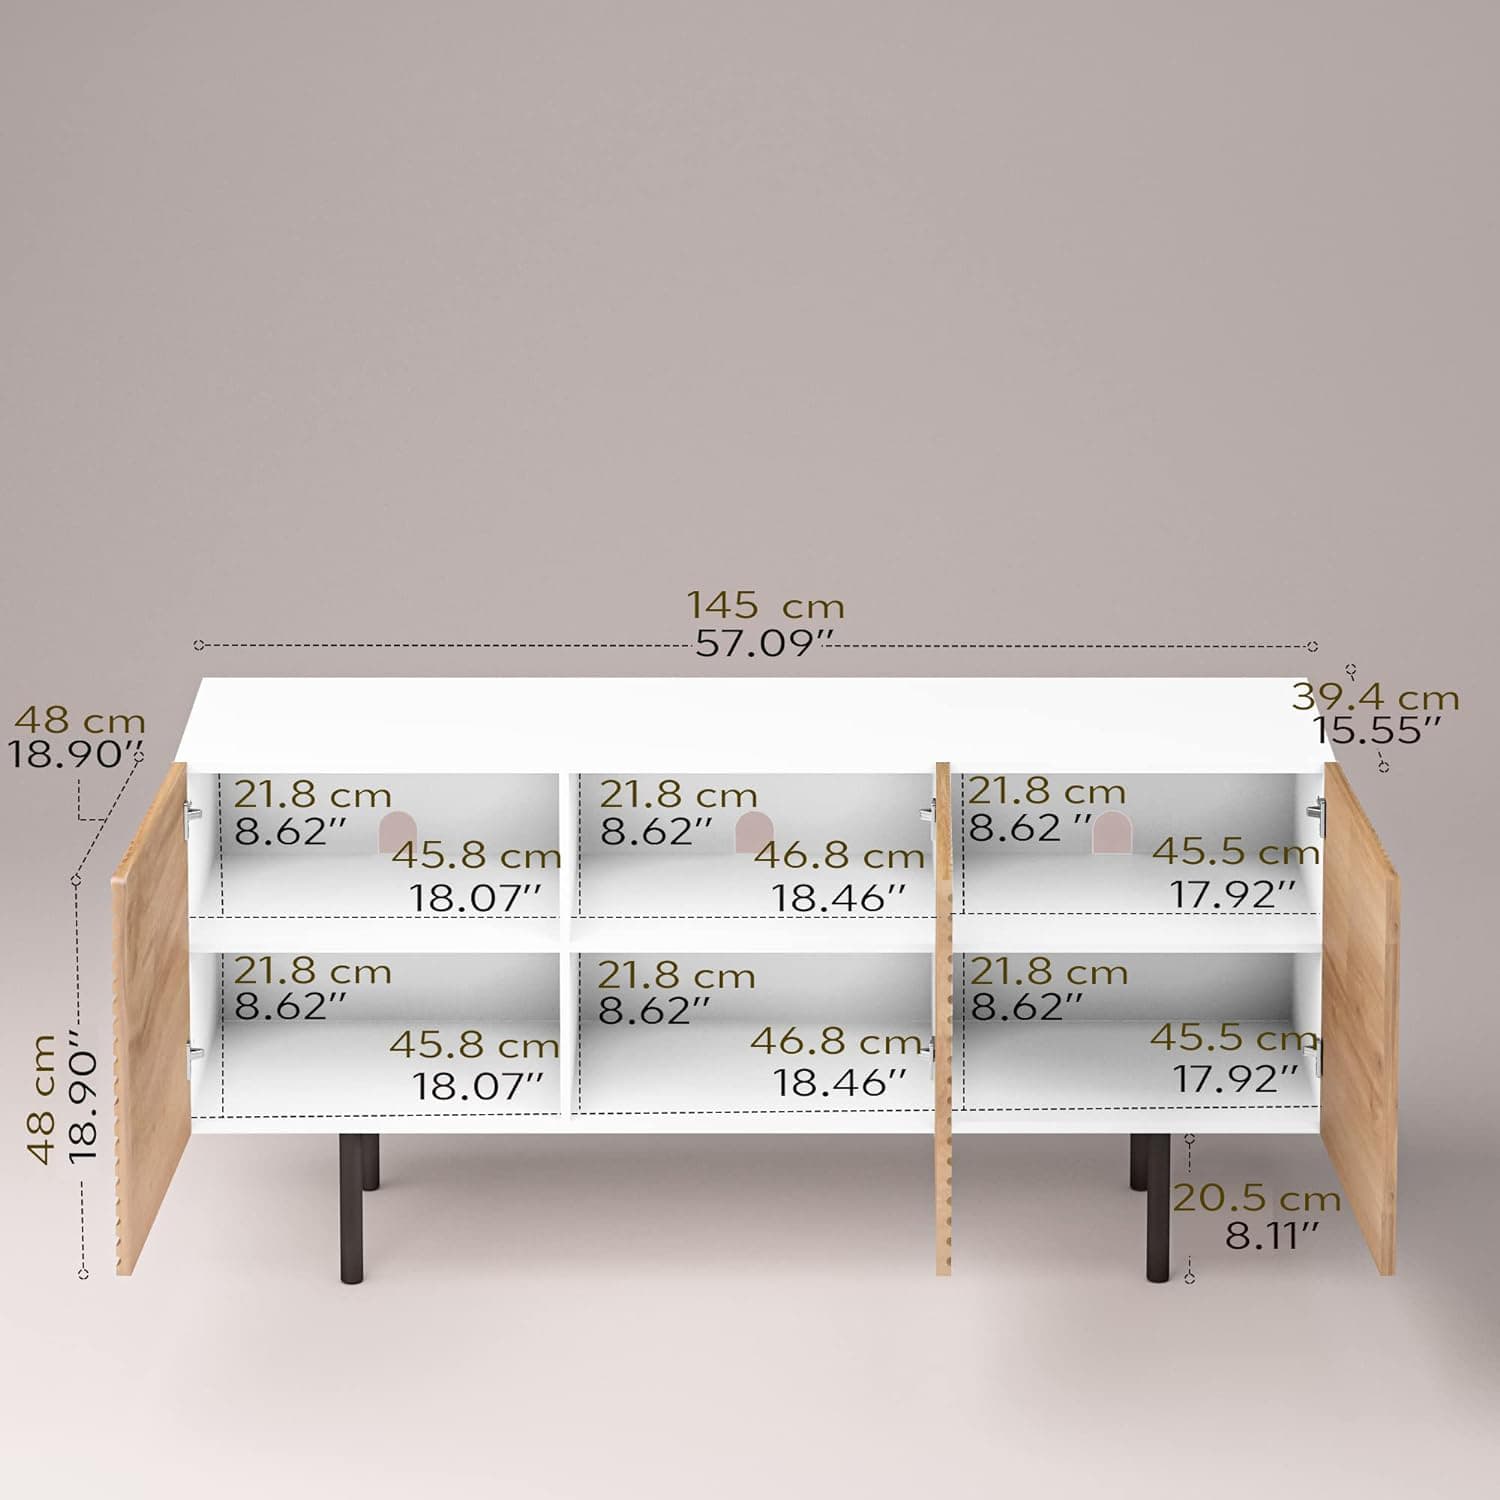 145 cm
57.09″
39.4 cm
15.55″
48 cm
18.90″
21.8 cm
8.62″
45.8 cm
18.07″
21.8 cm
8.62″
46.8 cm
18.46″
21.8 cm
8.62 ″
45.5 cm
17.92″
21.8 cm
8.62″
45.8 cm
18.07″
21.8 cm
8.62″
46.8 cm
18.46″
21.8 cm
8.62″
45.5 cm
17.92″
48 cm
18.90″
20.5 cm
8.11″